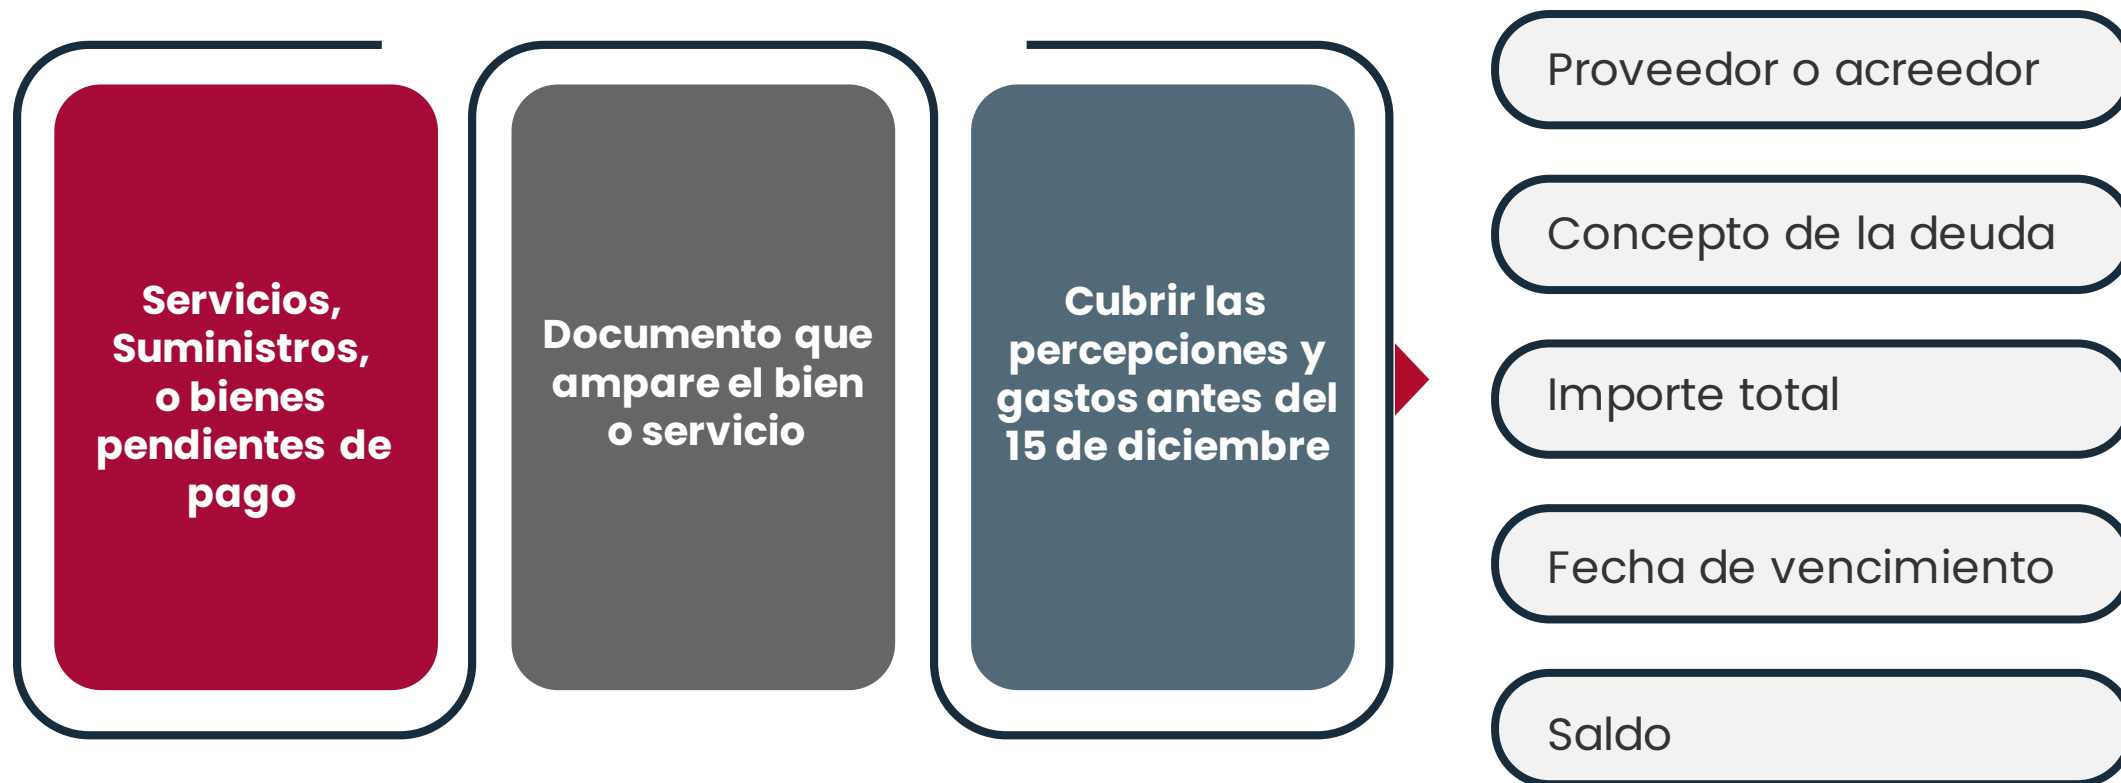 Servicios,
Suministros,
o bienes
pendientes de
pago
Documento que
ampare el bien
o servicio
Cubrir las
percepciones y
gastos antes del
15 de diciembre
Proveedor o acreedor
Concepto de la deuda
Importe total
Fecha de vencimiento
Saldo